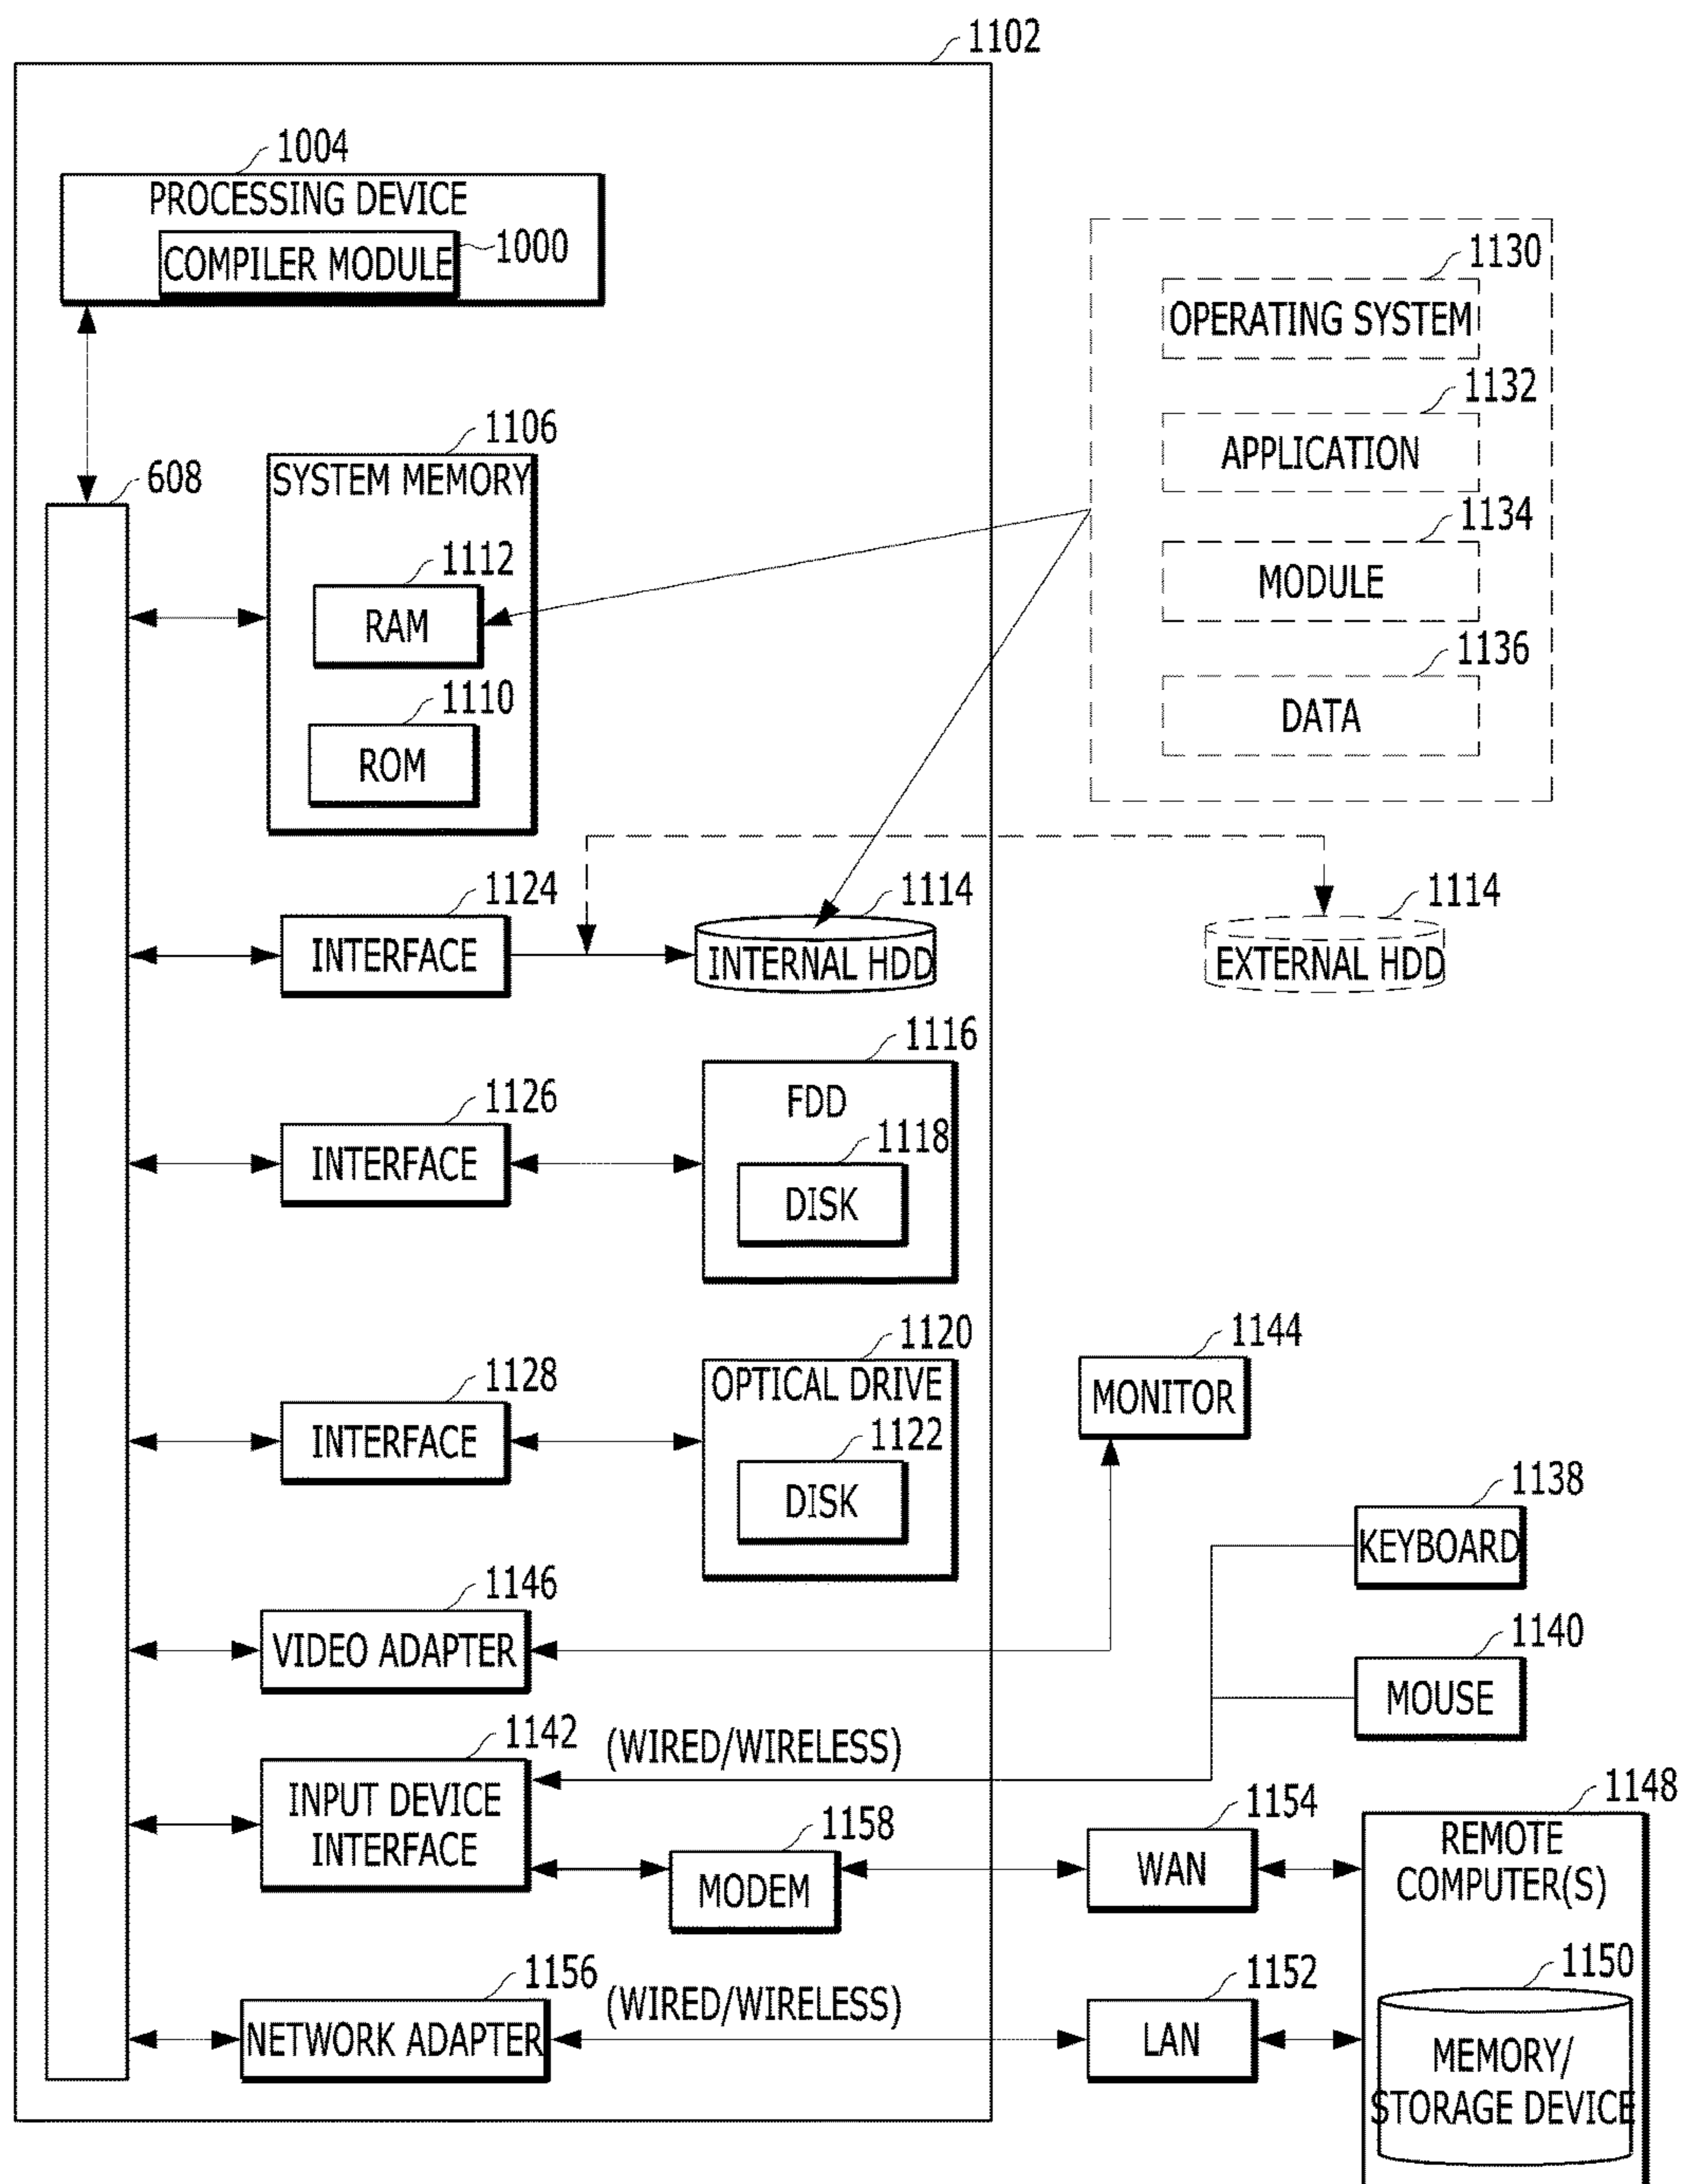 1102
1004
PROCESSING DEVICE
1000
COMPILER MODULE
1130
OPERATING SYSTEM
1132
APPLICATION
1134
MODULE
1136
DATA
608
1106
SYSTEM MEMORY
1112
RAM
1110
ROM
1124
INTERFACE
1114
INTERNAL HDD
1114
EXTERNAL HDD
1116
FDD
1126
INTERFACE
1118
DISK
1120
OPTICAL DRIVE
1128
INTERFACE
1122
DISK
1144
MONITOR
1138
KEYBOARD
1146
VIDEO ADAPTER
1140
MOUSE
1142
(WIRED/WIRELESS)
INPUT DEVICE
INTERFACE
1158
MODEM
1154
WAN
1148
REMOTE
COMPUTER(S)
1156
(WIRED/WIRELESS)
NETWORK ADAPTER
1152
LAN
1150
MEMORY/
STORAGE DEVICE